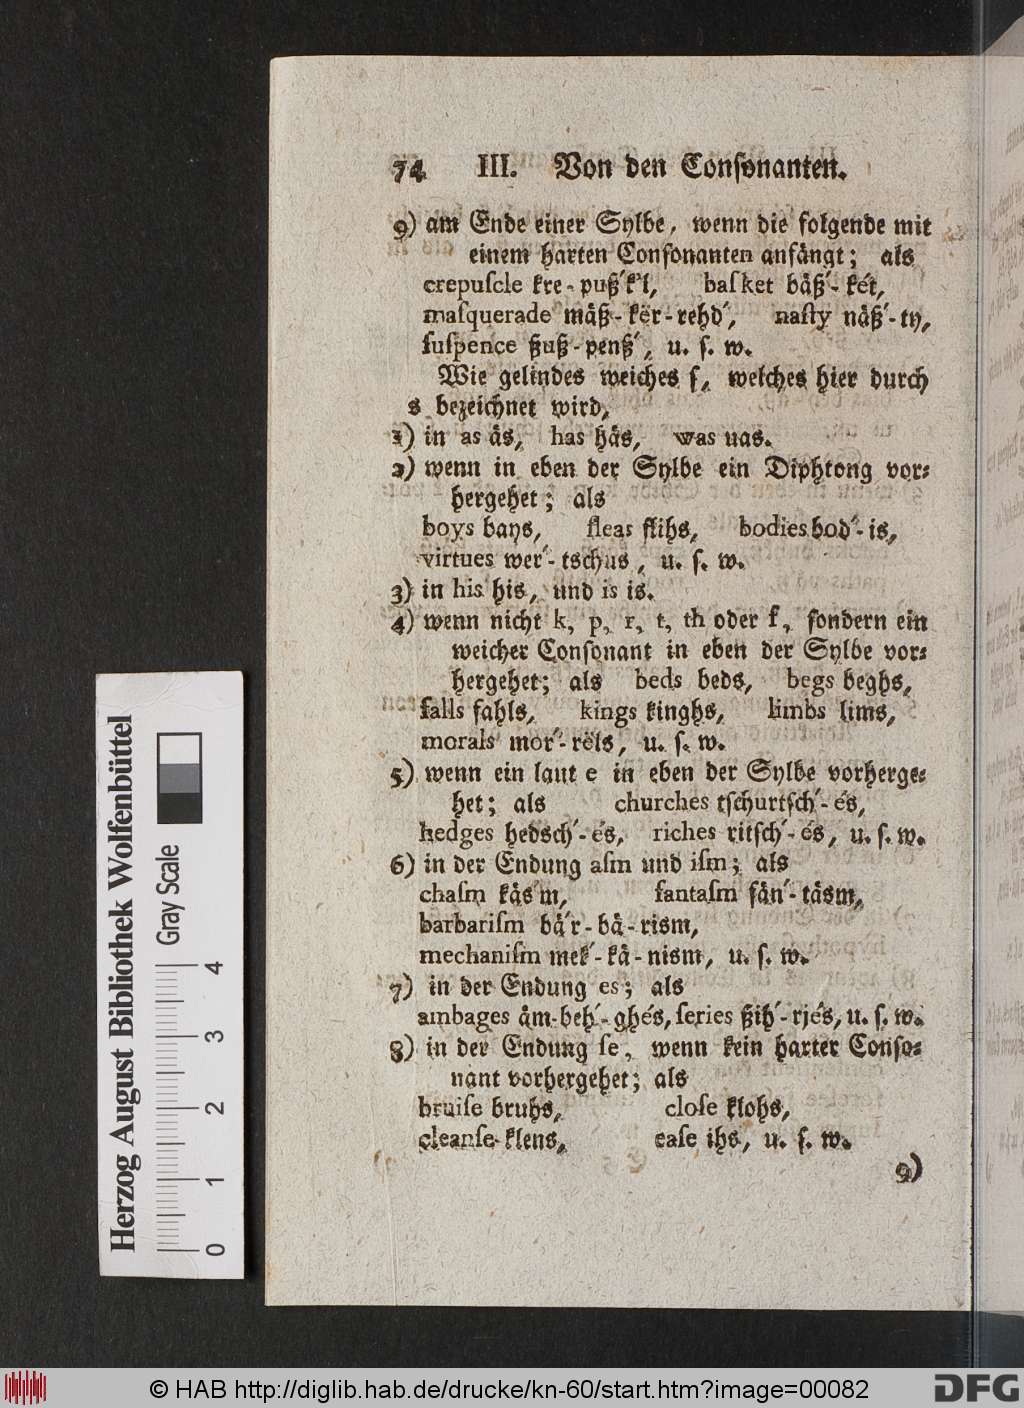 74 III. Von den Conſonanten.
9) am Ende einer Sylbe, wenn die folgende mit
einem harten Conſonanten anfängt; als
crepuſcle kre-puß´k'l, baſket bäß´-két,
maſquerade mäß-kër-rehd´, naſty näß´-ty,
ſuſpence ßuß-penß´, u. ſ. w.
Wie gelindes weiches ſ, welches hier durch
s bezeichnet wird,
1) in as äs, has häs, was uas.
2) wenn in eben der Sylbe ein Diphtong vor⸗
hergehet; als
boys bays, fleas flihs, bodies bod´-is,
virtues wer´-tschus, u. ſ. w.
3) in his his, und is is.
4) wenn nicht k, p, r, t, th oder f, ſondern ein
weicher Conſonant in eben der Sylbe vor⸗
hergehet; als beds beds, begs beghs,
falls fahls, kings kinghs, limbs lims,
morals mor´-rëls, u. ſ. w.
5) wenn ein laut e in eben der Sylbe vorherge⸗
het; als churches tſchurtſch´-és,
hedges hedsch´-és, riches ritſch´-és, u. ſ. w.
6) in der Endung aſm und iſm; als
chaſm käs´m, fantaſm fän´-täsm,
barbariſm bä´r-bä-rism,
mechaniſm mek´-kä-nism, u. ſ. w.
7) in der Endung es; als
ambages äm-beh´-ghés, ſeries ßih´-rjés, u. ſ. w.
8) in der Endung ſe, wenn kein harter Conſo⸗
nant vorhergehet; als
bruiſe bruhs, cloſe klohs,
cleanſe klens, eaſe ihs, u. ſ. w.
9)
Herzog August Bibliothek Wolfenbüttel
Gray Scale
0 1 2 3 4
© HAB http://diglib.hab.de/drucke/kn-60/start.htm?image=00082
DFG